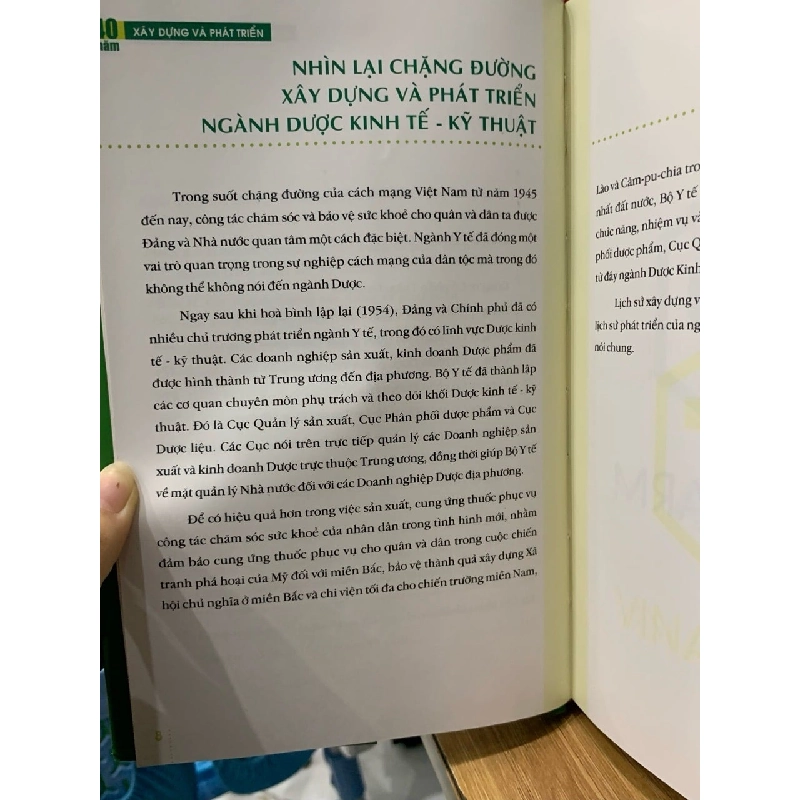 40 XÂY DỰNG VÀ PHÁT TRIỂN
năm
NHÌN LẠI CHẶNG ĐƯỜNG
XÂY DỰNG VÀ PHÁT TRIỂN
NGÀNH DƯỢC KINH TẾ - KỸ THUẬT
Trong suốt chặng đường của cách mạng Việt Nam từ năm 1945
đến nay, công tác chăm sóc và bảo vệ sức khoẻ cho quân và dân ta được
Đảng và Nhà nước quan tâm một cách đặc biệt. Ngành Y tế đã đóng một
vai trò quan trọng trong sự nghiệp cách mạng của dân tộc mà trong đó
không thể không nói đến ngành Dược.
Ngay sau khi hoà bình lập lại (1954), Đảng và Chính phủ đã có
nhiều chủ trương phát triển ngành Y tế, trong đó có lĩnh vực Dược kinh
tế - kỹ thuật. Các doanh nghiệp sản xuất, kinh doanh Dược phẩm đã
được hình thành từ Trung ương đến địa phương. Bộ Y tế đã thành lập
các cơ quan chuyên môn phụ trách và theo dõi khối Dược kinh tế - kỹ
thuật. Đó là Cục Quản lý sản xuất, Cục Phân phối dược phẩm và Cục
Dược liệu. Các Cục nói trên trực tiếp quản lý các Doanh nghiệp sản
xuất và kinh doanh Dược trực thuộc Trung ương, đồng thời giúp Bộ Y tế
về mặt quản lý Nhà nước đối với các Doanh nghiệp Dược địa phương.
Để có hiệu quả hơn trong việc sản xuất, cung ứng thuốc phục vụ
công tác chăm sóc sức khoẻ của nhân dân trong tình hình mới, nhằm
đảm bảo cung ứng thuốc phục vụ cho quân và dân trong cuộc chiến
tranh phá hoại của Mỹ đối với miền Bắc, bảo vệ thành quả xây dựng Xã
hội chủ nghĩa ở miền Bắc và chi viện tối đa cho chiến trường miền Nam,
Lào và Căm-pu-chia tro
nhất đất nước, Bộ Y tế
chức năng, nhiệm vụ và
phối dược phẩm, Cục Q
từ đây ngành Dược Kinh
Lịch sử xây dựng v
lịch sử phát triển của ng
nói chung.